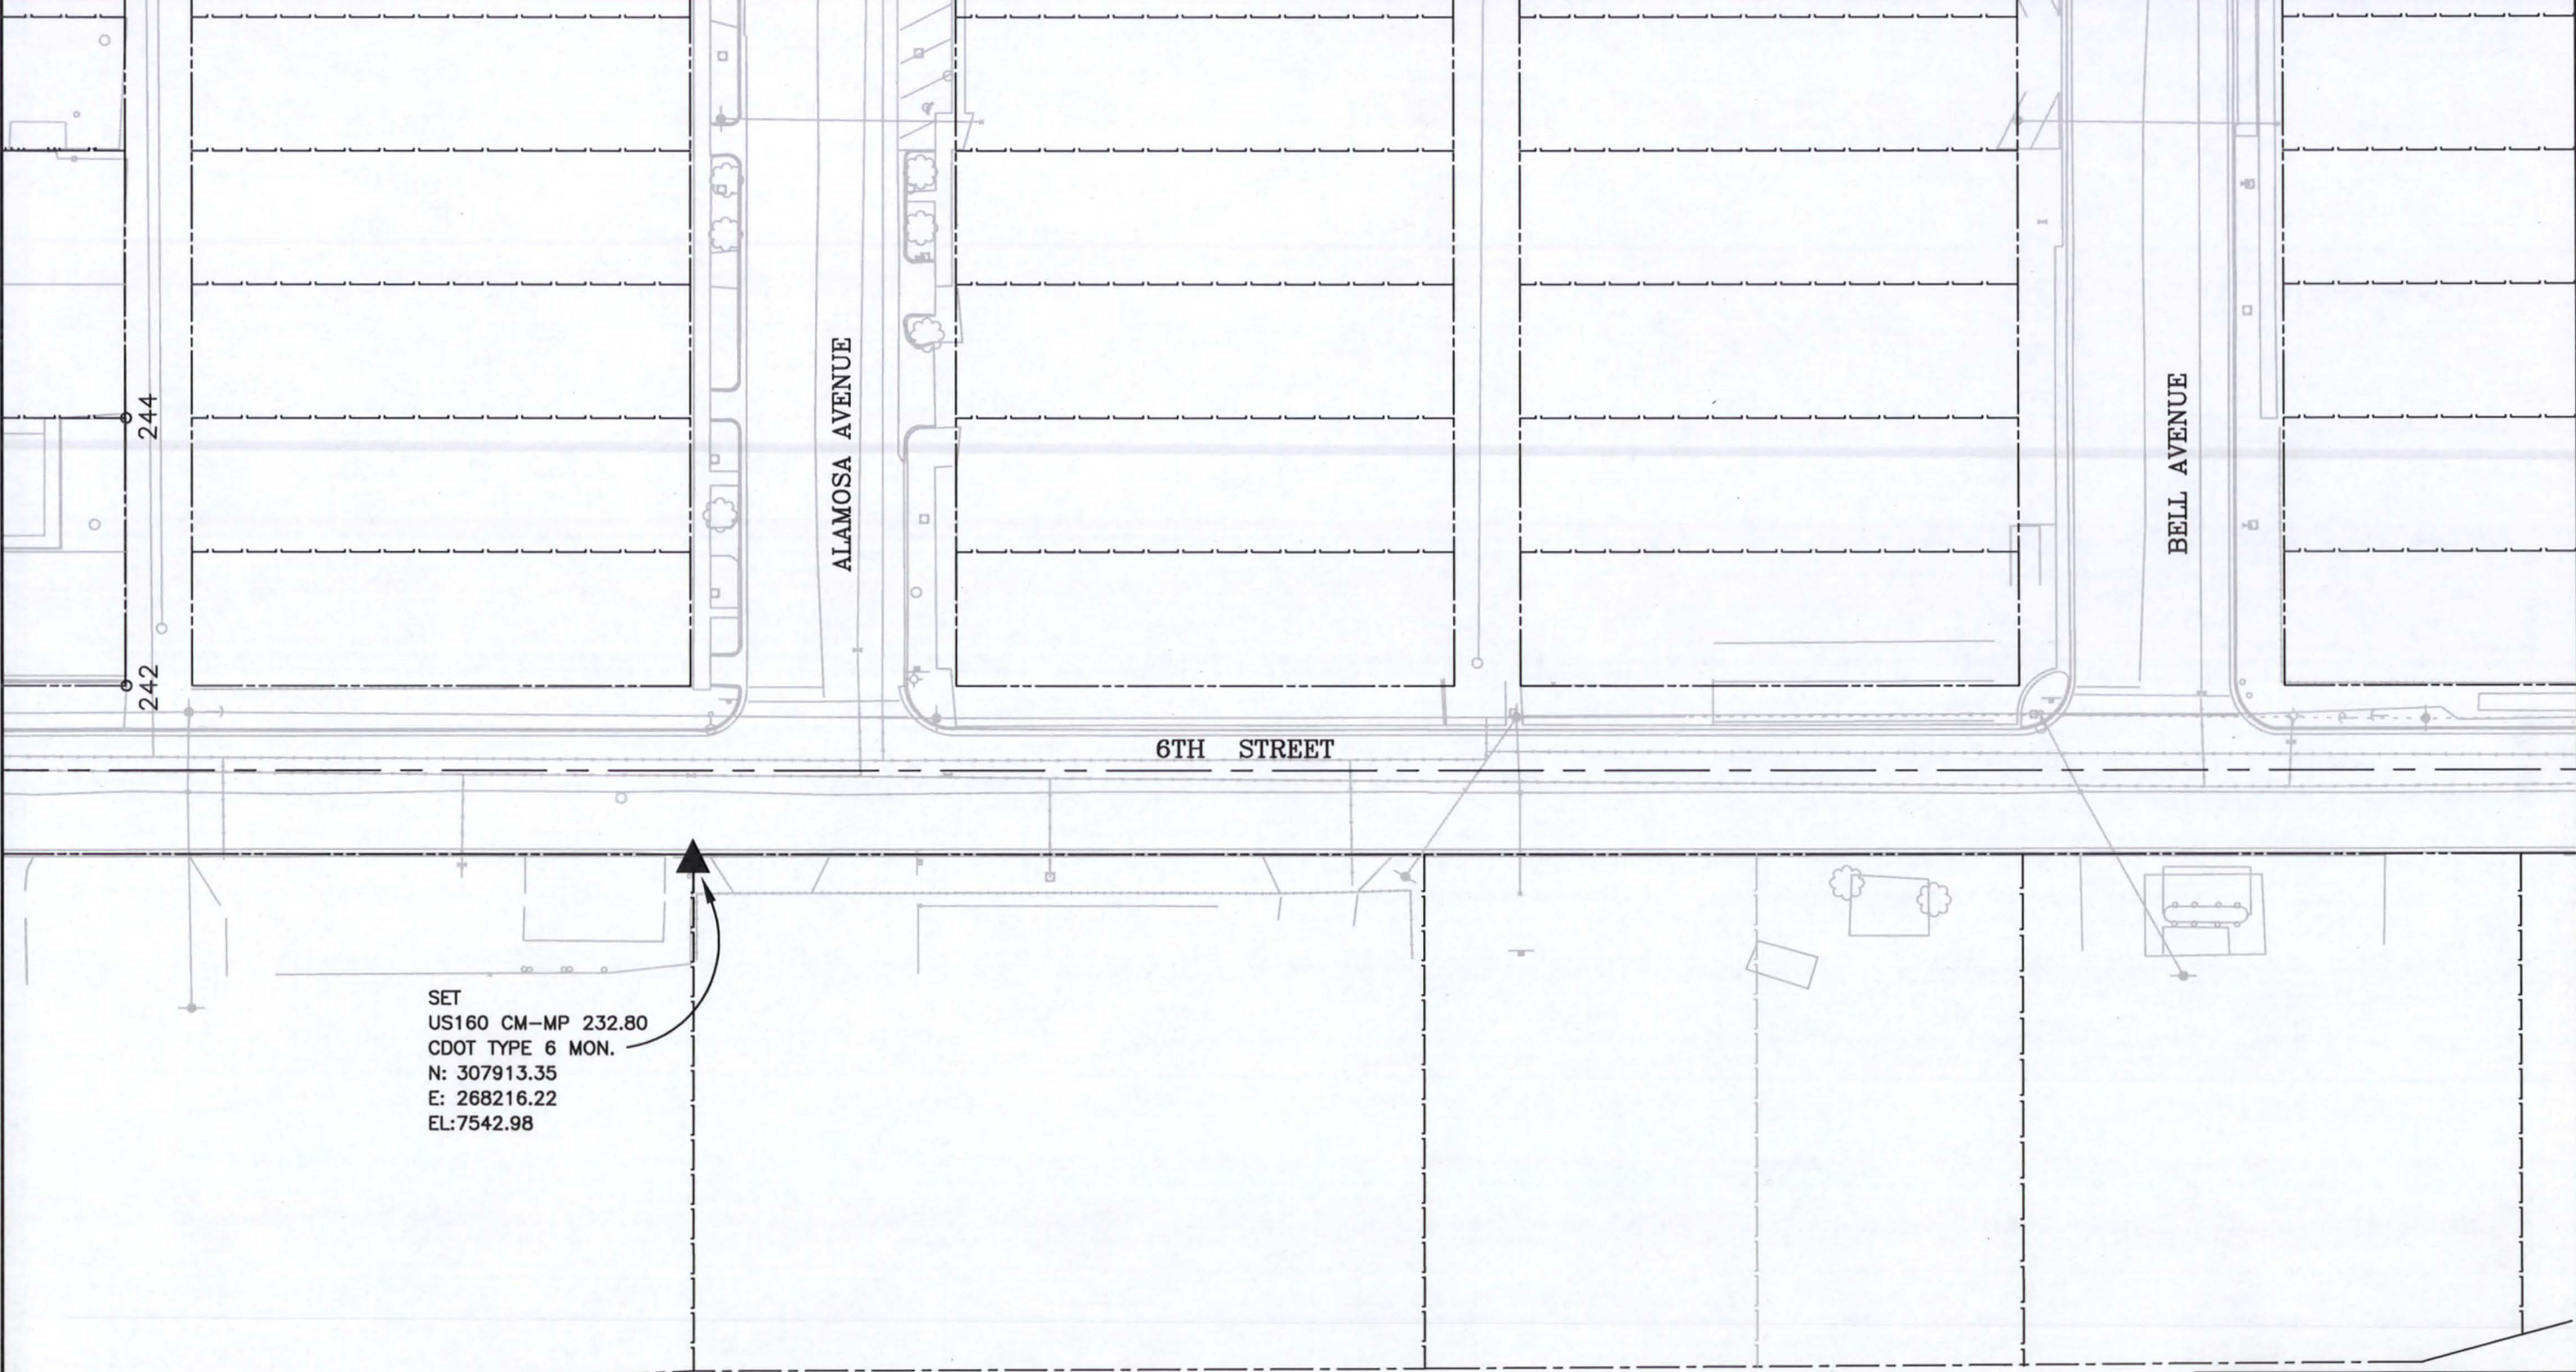 244
242
ALAMOSA AVENUE
BELL AVENUE
6TH STREET
SET
US160 CM-MP 232.80
CDOT TYPE 6 MON.
N: 307913.35
E: 268216.22
EL:7542.98